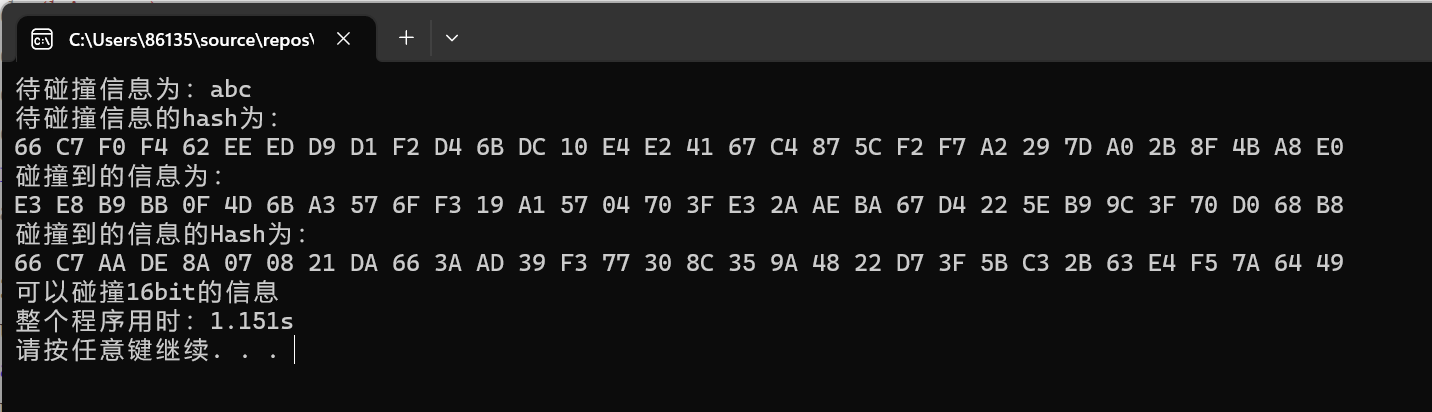 C:\Users\86135\source\repos\
待碰撞信息为：abc
待碰撞信息的hash为：
66 C7 F0 F4 62 EE ED D9 D1 F2 D4 6B DC 10 E4 E2 41 67 C4 87 5C F2 F7 A2 29 7D A0 2B 8F 4B A8 E0
碰撞到的信息为：
E3 E8 B9 BB 0F 4D 6B A3 57 6F F3 19 A1 57 04 70 3F E3 2A AE BA 67 D4 22 5E B9 9C 3F 70 D0 68 B8
碰撞到的信息的Hash为：
66 C7 AA DE 8A 07 08 21 DA 66 3A AD 39 F3 77 30 8C 35 9A 48 22 D7 3F 5B C3 2B 63 E4 F5 7A 64 49
可以碰撞16bit的信息
整个程序用时：1.151s
请按任意键继续. . .